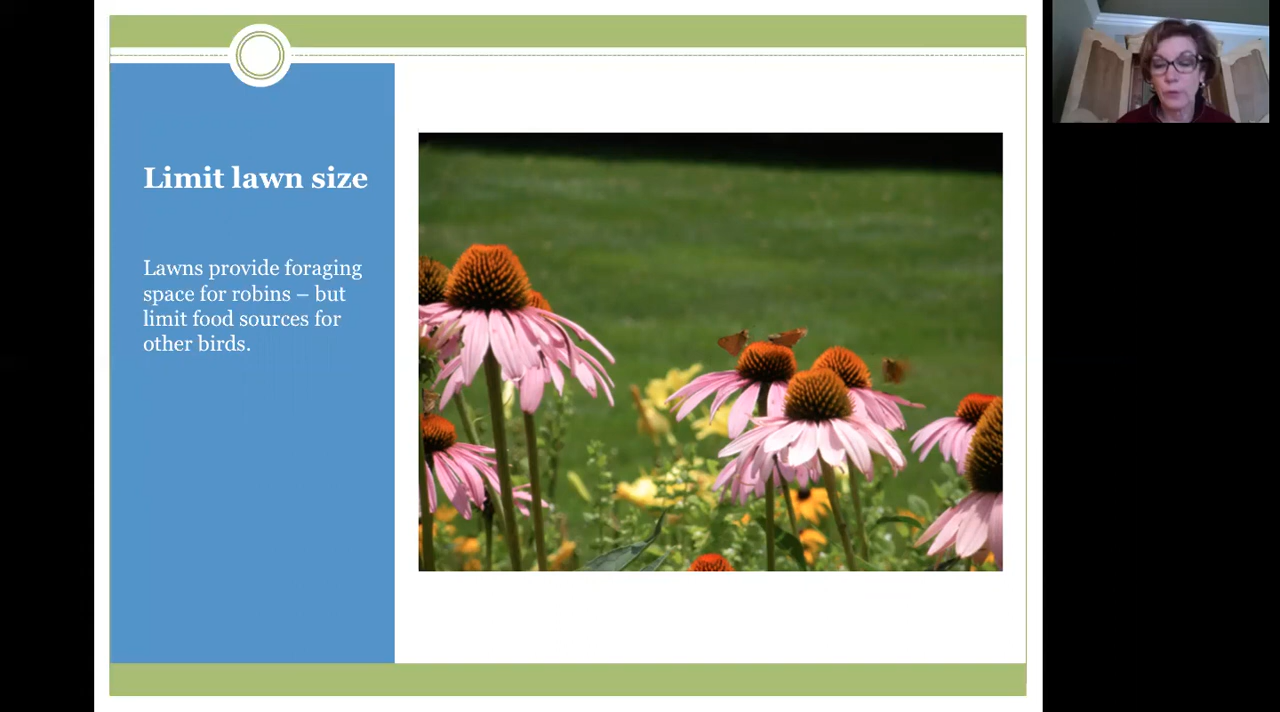 Limit lawn size
Lawns provide foraging
space for robins – but
limit food sources for
other birds.